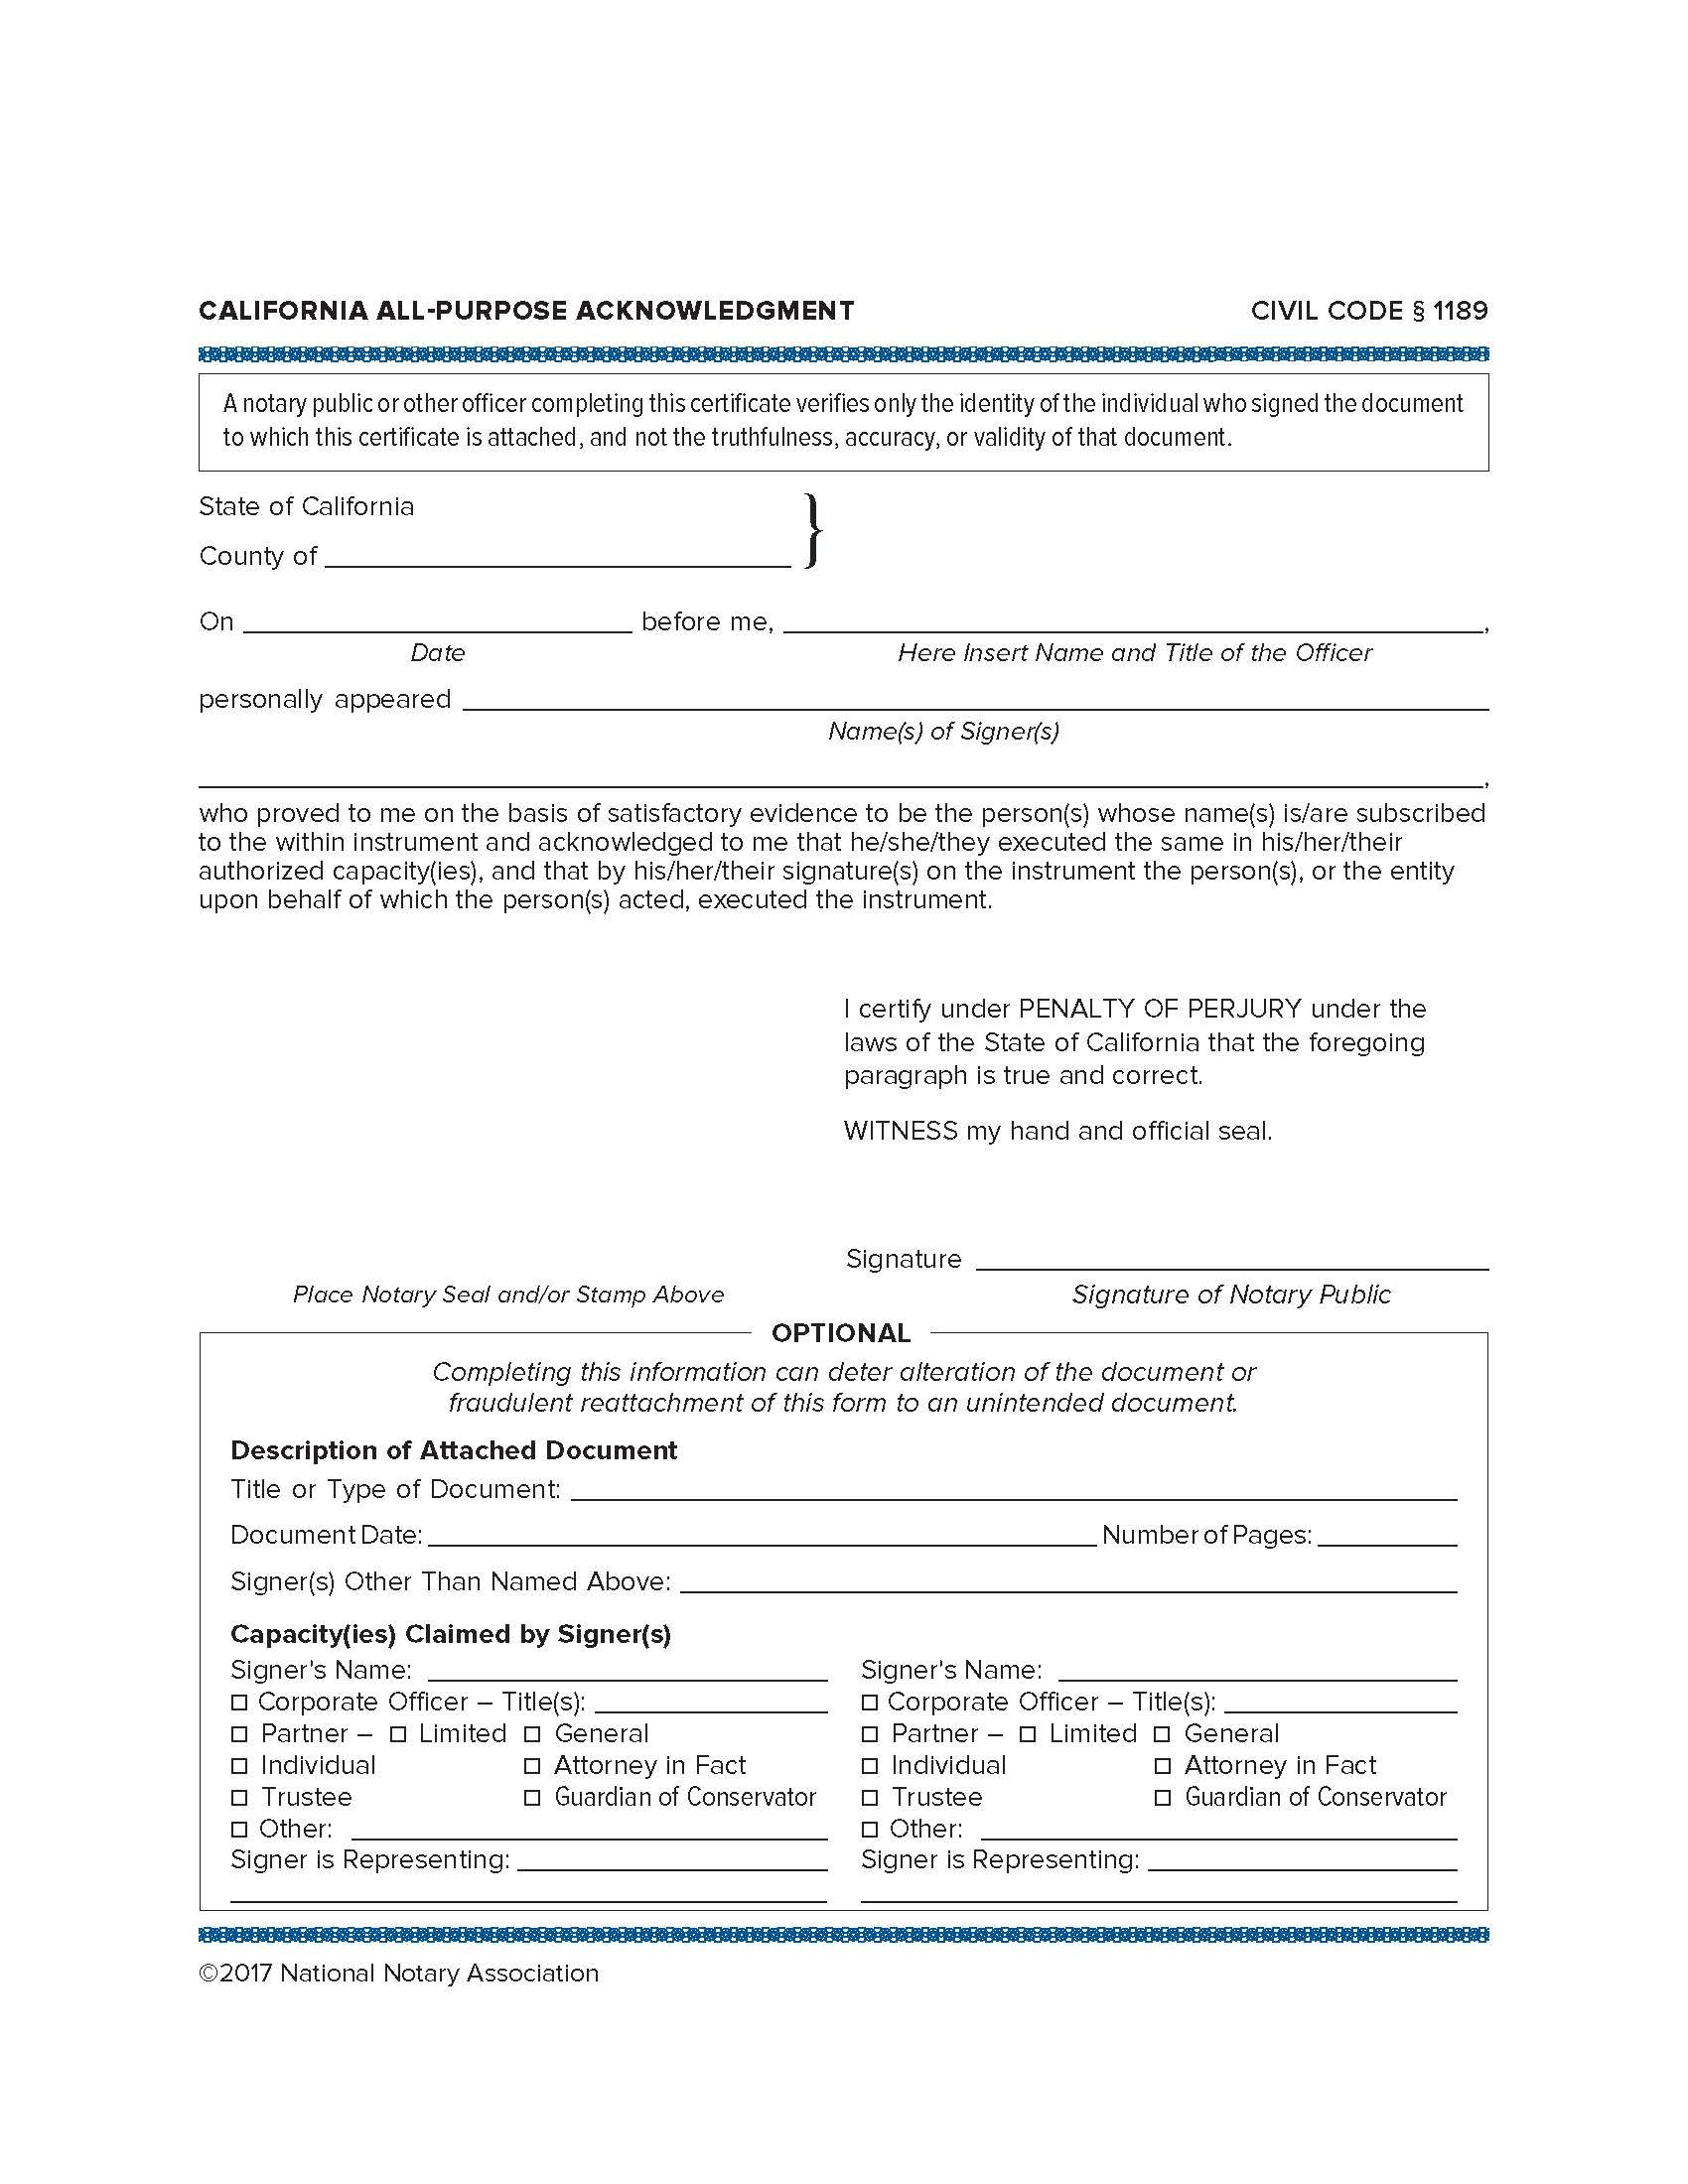 CALIFORNIA ALL-PURPOSE ACKNOWLEDGMENT CIVIL CODE § 1189
A notary public or other officer completing this certificate verifies only the identity of the individual who signed the document
to which this certificate is attached, and not the truthfulness, accuracy, or validity of that document.
State of California }
County of
On before me, ,
Date Here Insert Name and Title of the Officer
personally appeared
Name(s) of Signer(s)
,
who proved to me on the basis of satisfactory evidence to be the person(s) whose name(s) is/are subscribed
to the within instrument and acknowledged to me that he/she/they executed the same in his/her/their
authorized capacity(ies), and that by his/her/their signature(s) on the instrument the person(s), or the entity
upon behalf of which the person(s) acted, executed the instrument.
I certify under PENALTY OF PERJURY under the
laws of the State of California that the foregoing
paragraph is true and correct.
WITNESS my hand and official seal.
Signature
Place Notary Seal and/or Stamp Above Signature of Notary Public
OPTIONAL
Completing this information can deter alteration of the document or
fraudulent reattachment of this form to an unintended document.
Description of Attached Document
Title or Type of Document:
Document Date: Number of Pages:
Signer(s) Other Than Named Above:
Capacity(ies) Claimed by Signer(s)
Signer's Name: Signer's Name:
□ Corporate Officer – Title(s): □ Corporate Officer – Title(s):
□ Partner – □ Limited □ General □ Partner – □ Limited □ General
□ Individual □ Attorney in Fact □ Individual □ Attorney in Fact
□ Trustee □ Guardian of Conservator □ Trustee □ Guardian of Conservator
□ Other: □ Other:
Signer is Representing: Signer is Representing:
©2017 National Notary Association